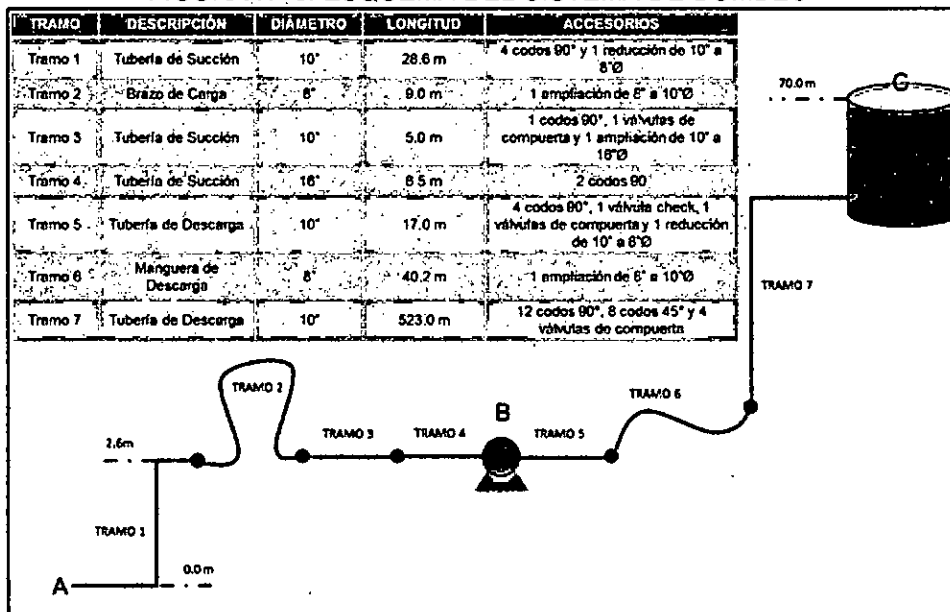 TRAMO DESCRIPCIÓN DIÁMETRO LONGITUD ACCESORIOS
Tramo 1 Tubería de Succión 10" 28.6 m 4 codos 90° y 1 reducción de 10" a
8"Ø
Tramo 2 Brazo de Carga 8" 9.0 m 1 ampliación de 8" a 10"Ø
Tramo 3 Tubería de Succión 10" 5.0 m 1 codos 90°, 1 válvulas de
compuerta y 1 ampliación de 10" a
16"Ø
Tramo 4 Tubería de Succión 16" 6.5 m 2 codos 90
Tramo 5 Tubería de Descarga 10" 17.0 m 4 codos 90°, 1 válvula check, 1
válvulas de compuerta y 1 reducción
de 10" a 8"Ø
Tramo 6 Manguera de
Descarga 8" 40.2 m 1 ampliación de 8" a 10"Ø
Tramo 7 Tubería de Descarga 10" 523.0 m 12 codos 90°, 8 codos 45° y 4
válvulas de compuerta
70.0 m
TRAMO 7
TRAMO 2
TRAMO 6
B
2.6m
TRAMO 3
TRAMO 4
TRAMO 5
TRAMO 1
A
0.0 m